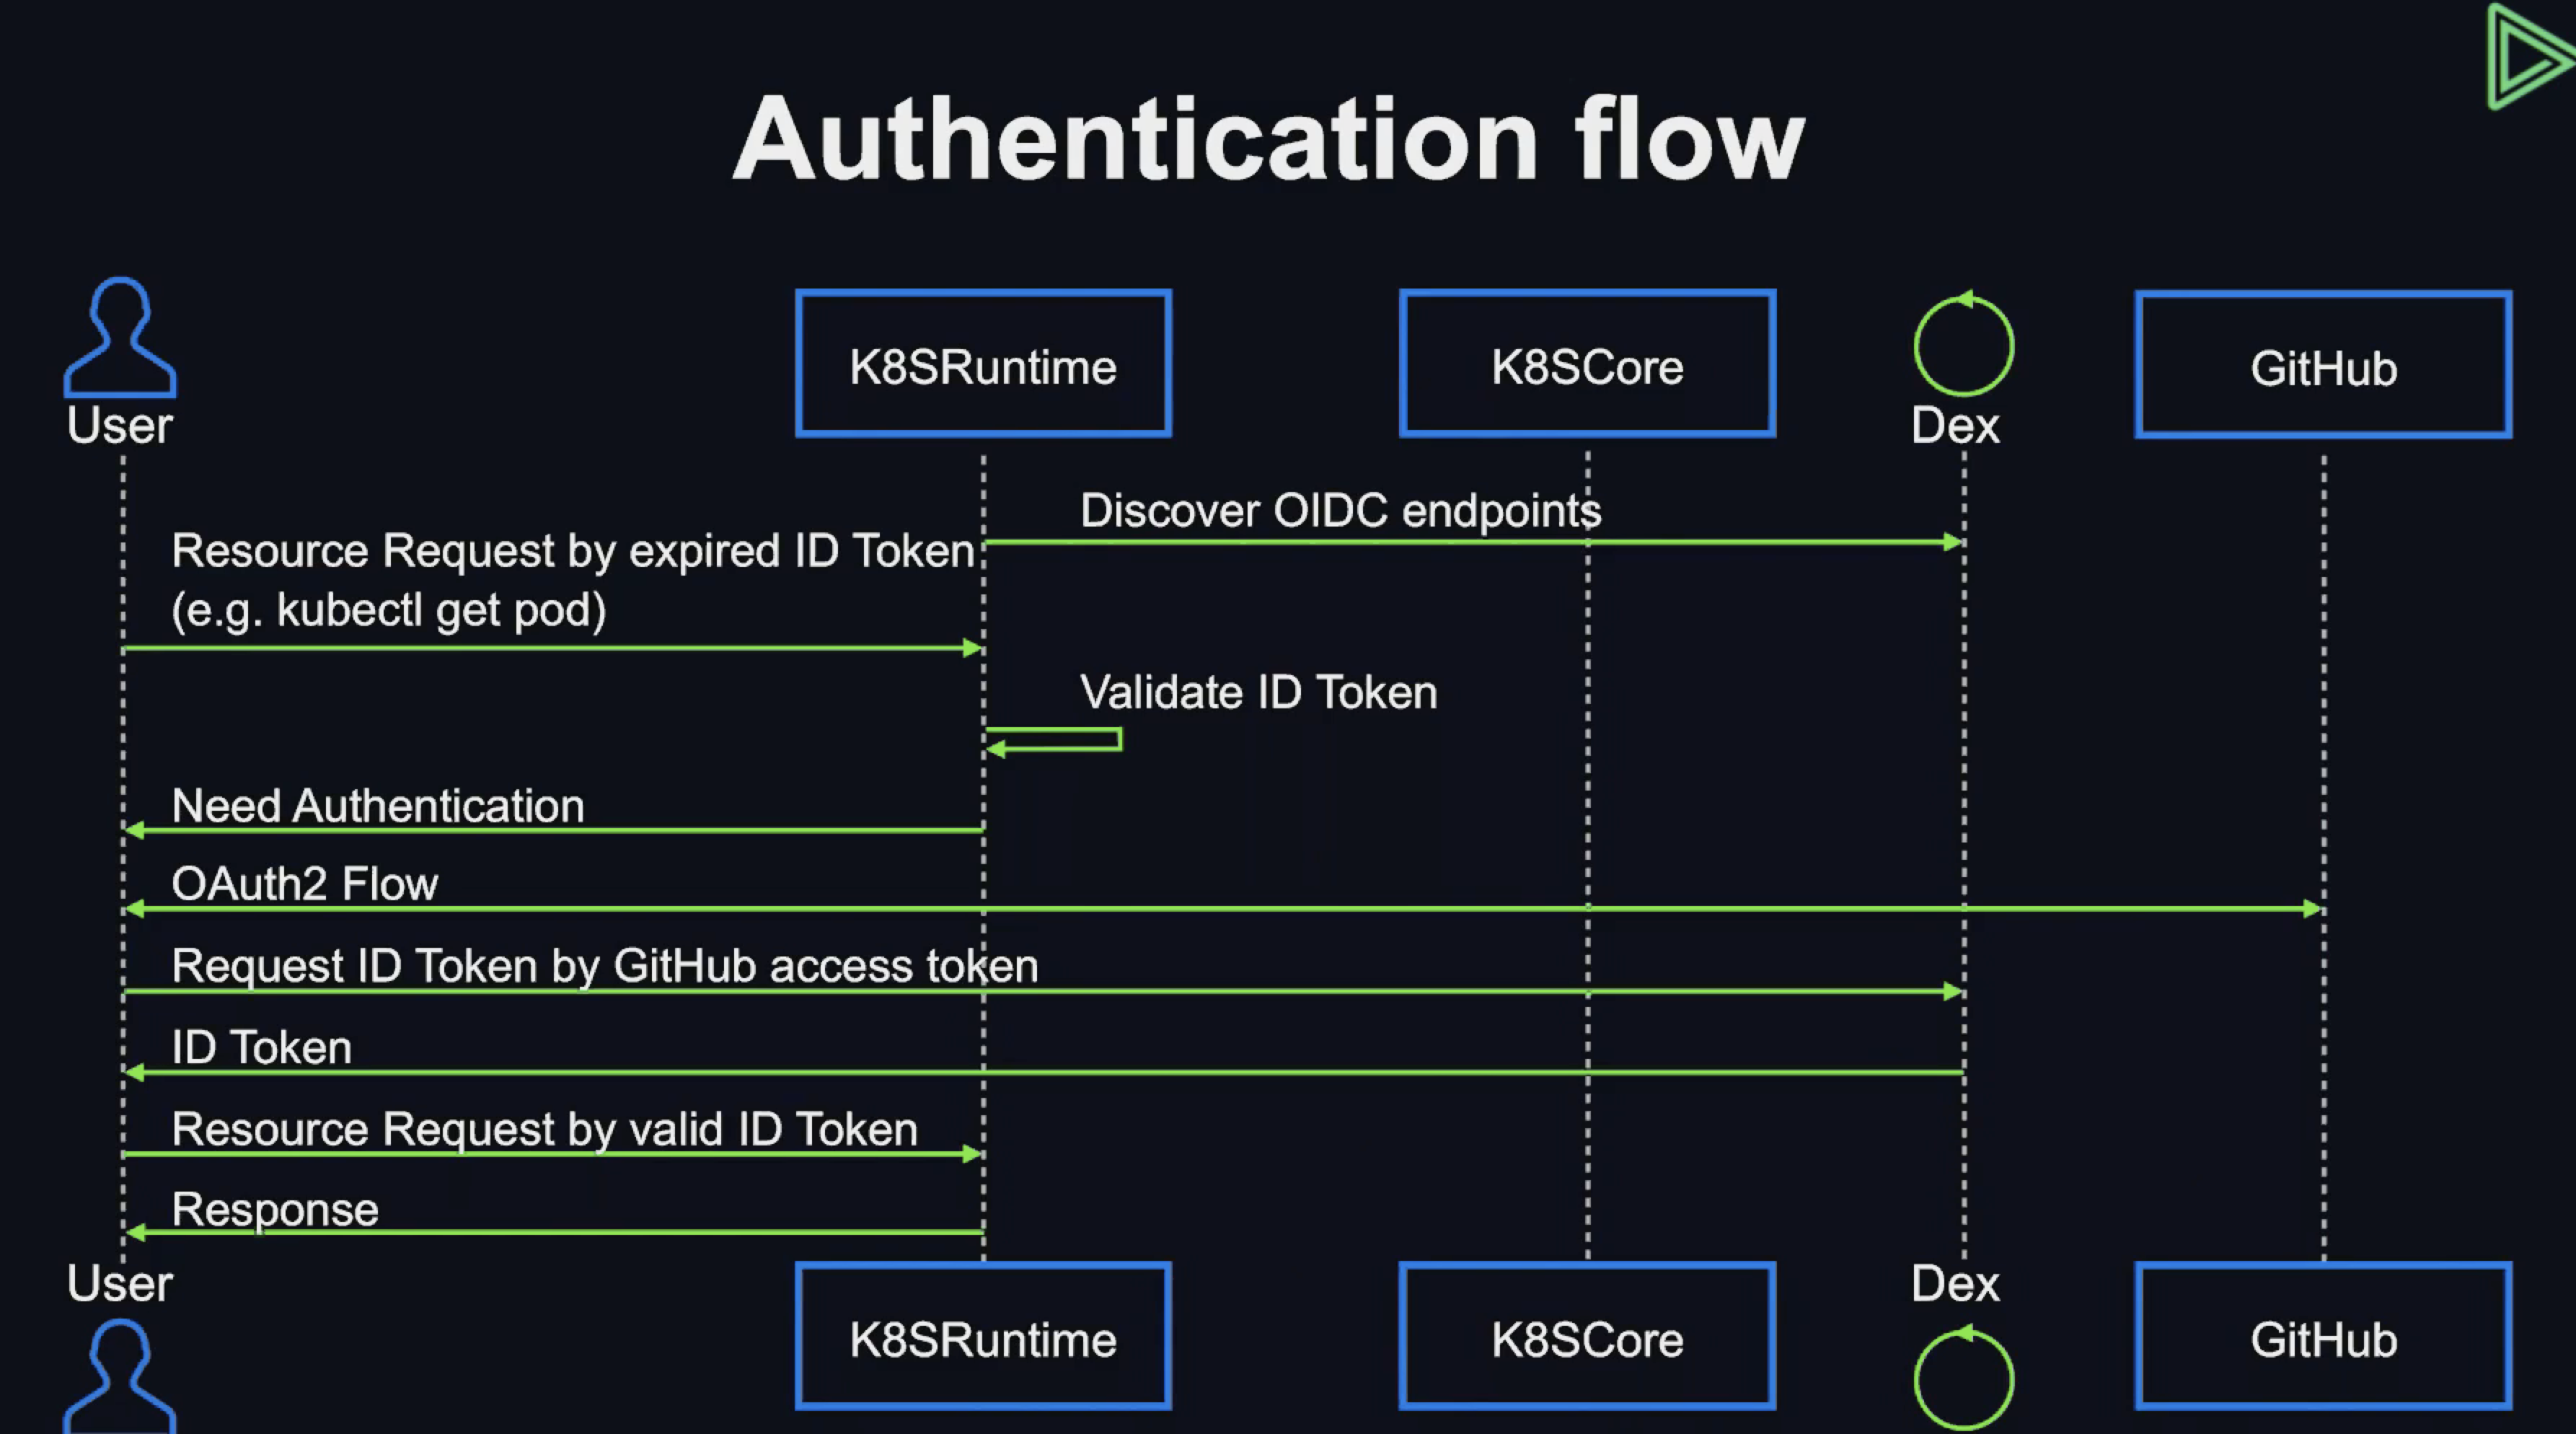 Authentication flow
User
K8SRuntime
K8SCore
Dex
GitHub
Discover OIDC endpoints
Resource Request by expired ID Token
(e.g. kubectl get pod)
Validate ID Token
Need Authentication
OAuth2 Flow
Request ID Token by GitHub access token
ID Token
Resource Request by valid ID Token
Response
User
K8SRuntime
K8SCore
Dex
GitHub